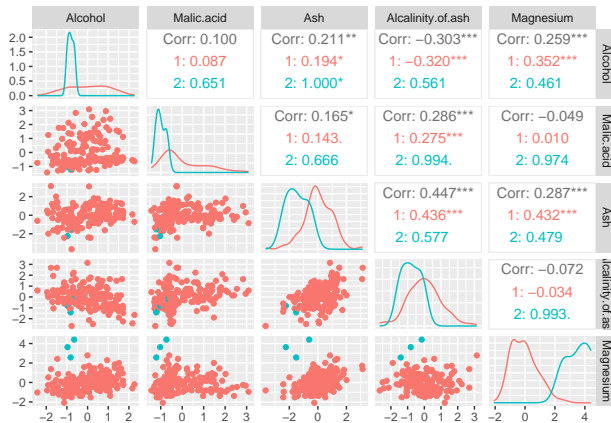 Alcohol Malic.acid Ash Alcalinity.of.ash Magnesium
2.0
1.5
1.0
0.5
0.0
Corr: 0.100
1: 0.087
2: 0.651
Corr: 0.211**
1: 0.194*
2: 1.000*
Corr: −0.303***
1: −0.320***
2: 0.561
Corr: 0.259***
1: 0.352***
2: 0.461
Alcohol
3
2
1
0
−1
Corr: 0.165*
1: 0.143.
2: 0.666
Corr: 0.286***
1: 0.275***
2: 0.994.
Corr: −0.049
1: 0.010
2: 0.974
Malic.acid
2
0
−2
Corr: 0.447***
1: 0.436***
2: 0.577
Corr: 0.287***
1: 0.432***
2: 0.479
Ash
3
2
1
0
−1
−2
Corr: −0.072
1: −0.034
2: 0.993.
lcalinity.of.as
4
2
0
−2
Magnesium
−2 −1 0 1 2
−1 0 1 2 3
−2 0 2
−2 −1 0 1 2 3
−2 0 2 4